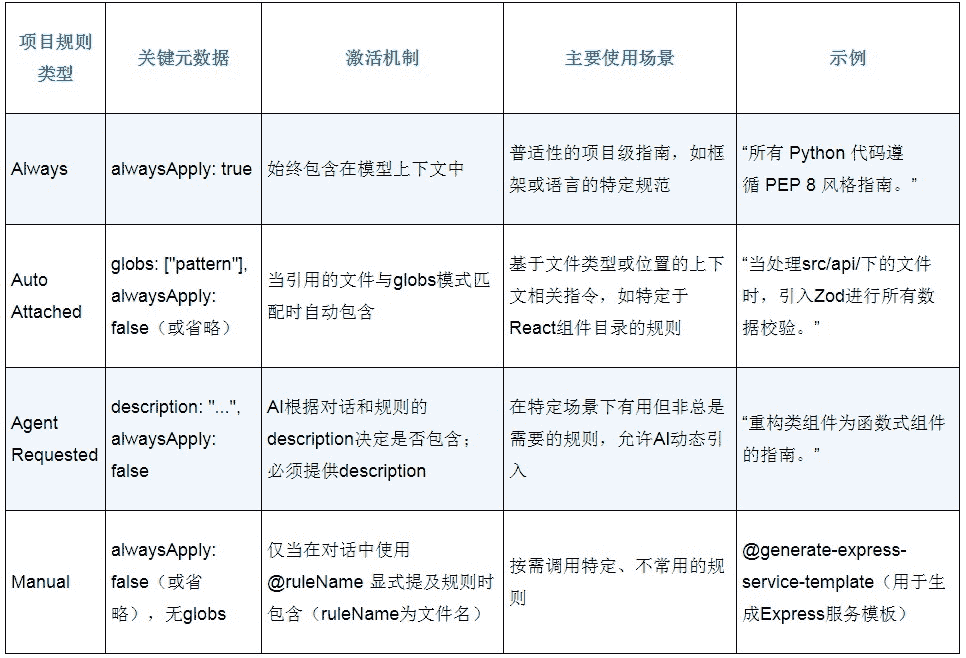 项目规则
类型
关键元数据
激活机制
主要使用场景
示例
Always
alwaysApply: true
始终包含在模型上下文中
普适性的项目级指南，如框
架或语言的特定规范
“所有 Python 代码遵
循 PEP 8 风格指南。”
Auto
Attached
globs: ["pattern"],
alwaysApply:
false（或省略）
当引用的文件与globs模式匹
配时自动包含
基于文件类型或位置的上下
文相关指令，如特定于
React组件目录的规则
“当处理src/api/下的文件
时，引入Zod进行所有数
据校验。”
Agent
Requested
description: "...",
alwaysApply:
false
AI根据对话和规则的
description决定是否包含；
必须提供description
在特定场景下有用但非总是
需要的规则，允许AI动态引
入
“重构类组件为函数式组件
的指南。”
Manual
alwaysApply:
false（或省
略），无globs
仅当在对话中使用
@ruleName 显式提及规则时
包含（ruleName为文件名）
按需调用特定、不常用的规
则
@generate-express-
service-template（用于生
成Express服务模板）